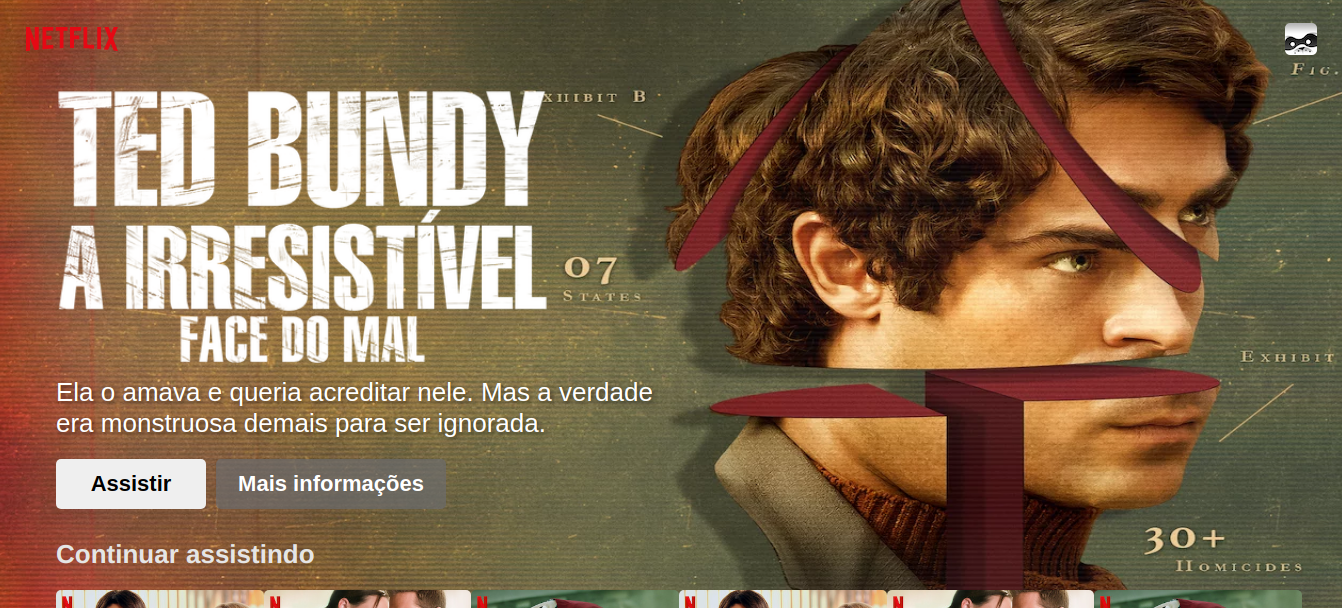 NETFLIX
Fig.
TED BUNDY
EXHIBIT B
A IRRESISTÍVEL
07
STATES
FACE DO MAL
EXHIBIT
Ela o amava e queria acreditar nele. Mas a verdade
era monstruosa demais para ser ignorada.
Assistir
Mais informações
30+
HOMICIDES
Continuar assistindo
N
N
N
N
N
N